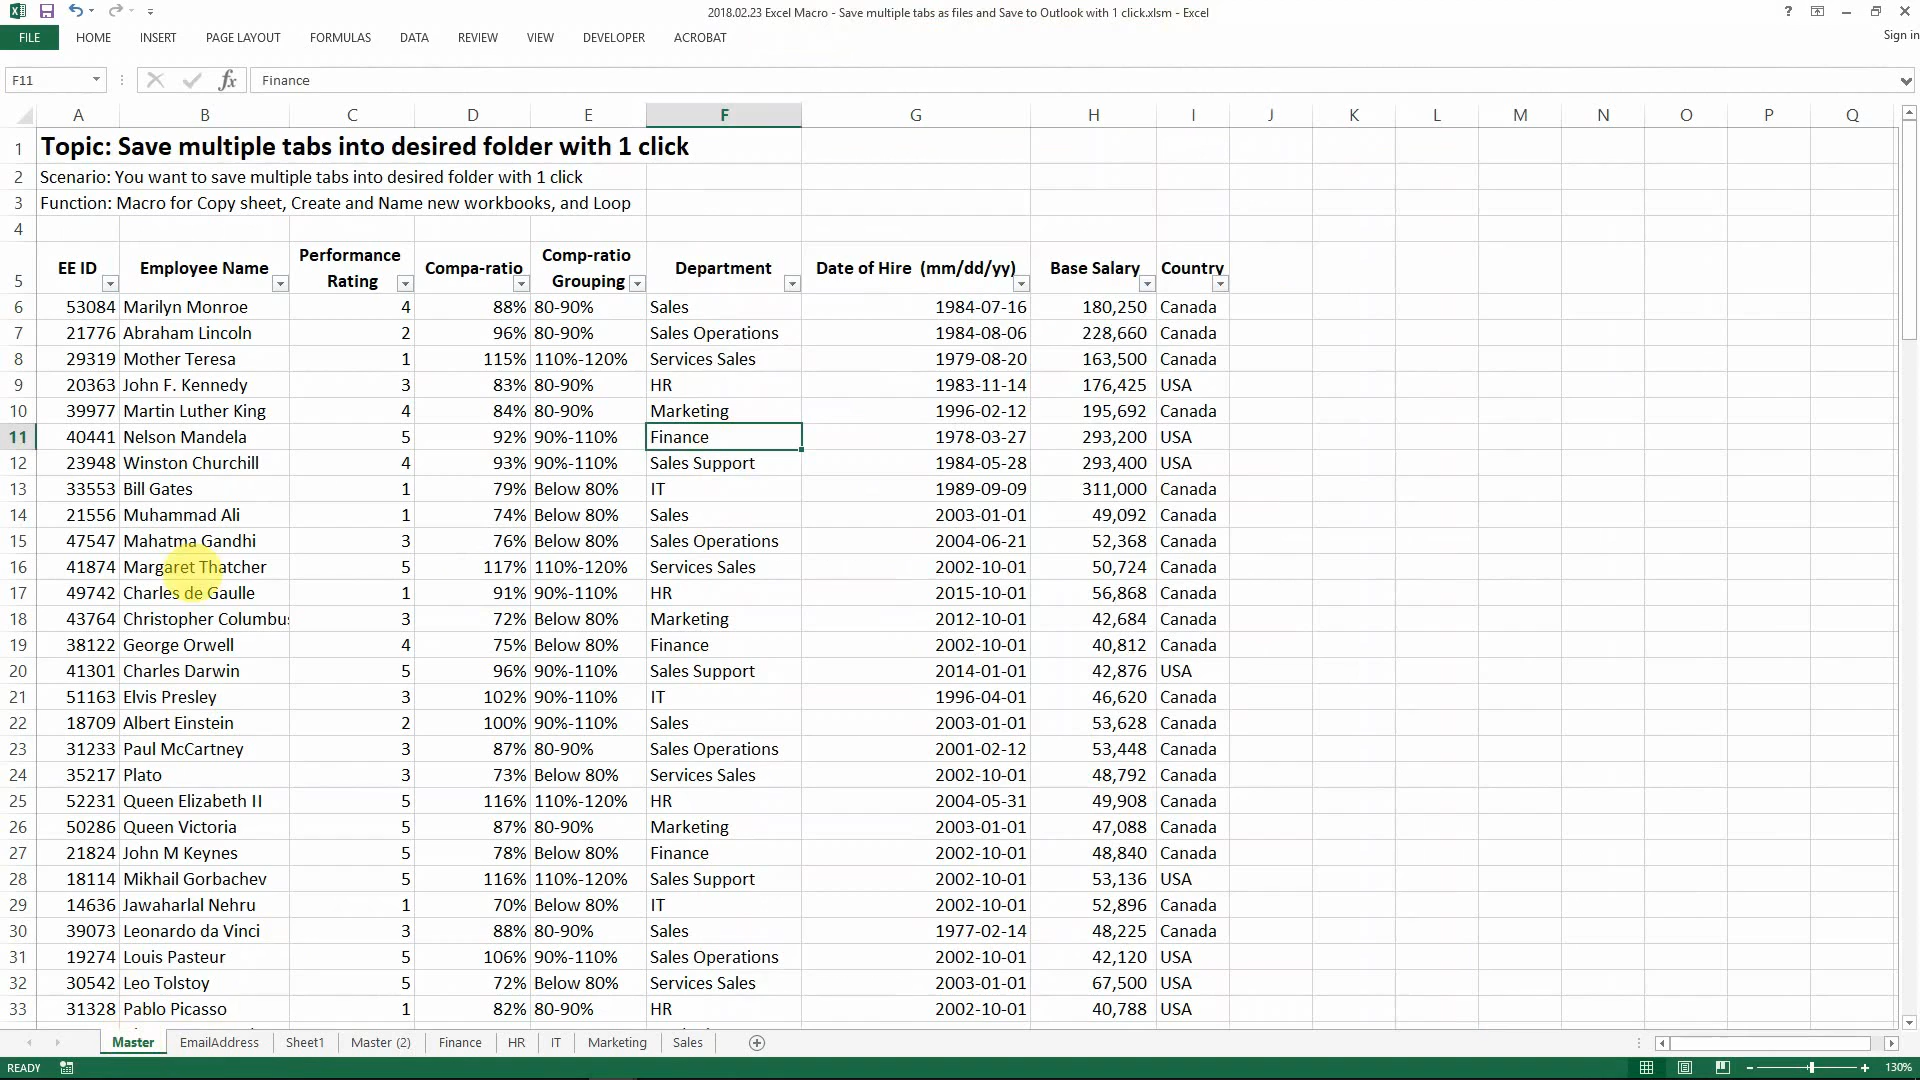 2018.02.23 Excel Macro - Save multiple tabs as files and Save to Outlook with 1 click.xlsm - Excel
?
FILE HOME INSERT PAGE LAYOUT FORMULAS DATA REVIEW VIEW DEVELOPER ACROBAT Sign in
F11 fx Finance
A B C D E F G H I J K L M N O P Q
1 Topic: Save multiple tabs into desired folder with 1 click
2 Scenario: You want to save multiple tabs into desired folder with 1 click
3 Function: Macro for Copy sheet, Create and Name new workbooks, and Loop
4
5 EE ID Employee Name Performance Rating Compa-ratio Comp-ratio Grouping Department Date of Hire (mm/dd/yy) Base Salary Country
6 53084 Marilyn Monroe 4 88% 80-90% Sales 1984-07-16 180,250 Canada
7 21776 Abraham Lincoln 2 96% 80-90% Sales Operations 1984-08-06 228,660 Canada
8 29319 Mother Teresa 1 115% 110%-120% Services Sales 1979-08-20 163,500 Canada
9 20363 John F. Kennedy 3 83% 80-90% HR 1983-11-14 176,425 USA
10 39977 Martin Luther King 4 84% 80-90% Marketing 1996-02-12 195,692 Canada
11 40441 Nelson Mandela 5 92% 90%-110% Finance 1978-03-27 293,200 USA
12 23948 Winston Churchill 4 93% 90%-110% Sales Support 1984-05-28 293,400 USA
13 33553 Bill Gates 1 79% Below 80% IT 1989-09-09 311,000 Canada
14 21556 Muhammad Ali 1 74% Below 80% Sales 2003-01-01 49,092 Canada
15 47547 Mahatma Gandhi 3 76% Below 80% Sales Operations 2004-06-21 52,368 Canada
16 41874 Margaret Thatcher 5 117% 110%-120% Services Sales 2002-10-01 50,724 Canada
17 49742 Charles de Gaulle 1 91% 90%-110% HR 2015-10-01 56,868 Canada
18 43764 Christopher Columbus 3 72% Below 80% Marketing 2012-10-01 42,684 Canada
19 38122 George Orwell 4 75% Below 80% Finance 2002-10-01 40,812 Canada
20 41301 Charles Darwin 5 96% 90%-110% Sales Support 2014-01-01 42,876 USA
21 51163 Elvis Presley 3 102% 90%-110% IT 1996-04-01 46,620 Canada
22 18709 Albert Einstein 2 100% 90%-110% Sales 2003-01-01 53,628 Canada
23 31233 Paul McCartney 3 87% 80-90% Sales Operations 2001-02-12 53,448 Canada
24 35217 Plato 3 73% Below 80% Services Sales 2002-10-01 48,792 Canada
25 52231 Queen Elizabeth II 5 116% 110%-120% HR 2004-05-31 49,908 Canada
26 50286 Queen Victoria 5 87% 80-90% Marketing 2003-01-01 47,088 Canada
27 21824 John M Keynes 5 78% Below 80% Finance 2002-10-01 48,840 Canada
28 18114 Mikhail Gorbachev 5 116% 110%-120% Sales Support 2002-10-01 53,136 USA
29 14636 Jawaharlal Nehru 1 70% Below 80% IT 2002-10-01 52,896 Canada
30 39073 Leonardo da Vinci 3 88% 80-90% Sales 1977-02-14 48,225 Canada
31 19274 Louis Pasteur 5 106% 90%-110% Sales Operations 2002-10-01 42,120 USA
32 30542 Leo Tolstoy 5 72% Below 80% Services Sales 2003-01-01 67,500 USA
33 31328 Pablo Picasso 1 82% 80-90% HR 2002-10-01 40,788 USA
Master EmailAddress Sheet1 Master (2) Finance HR IT Marketing Sales
READY 130%